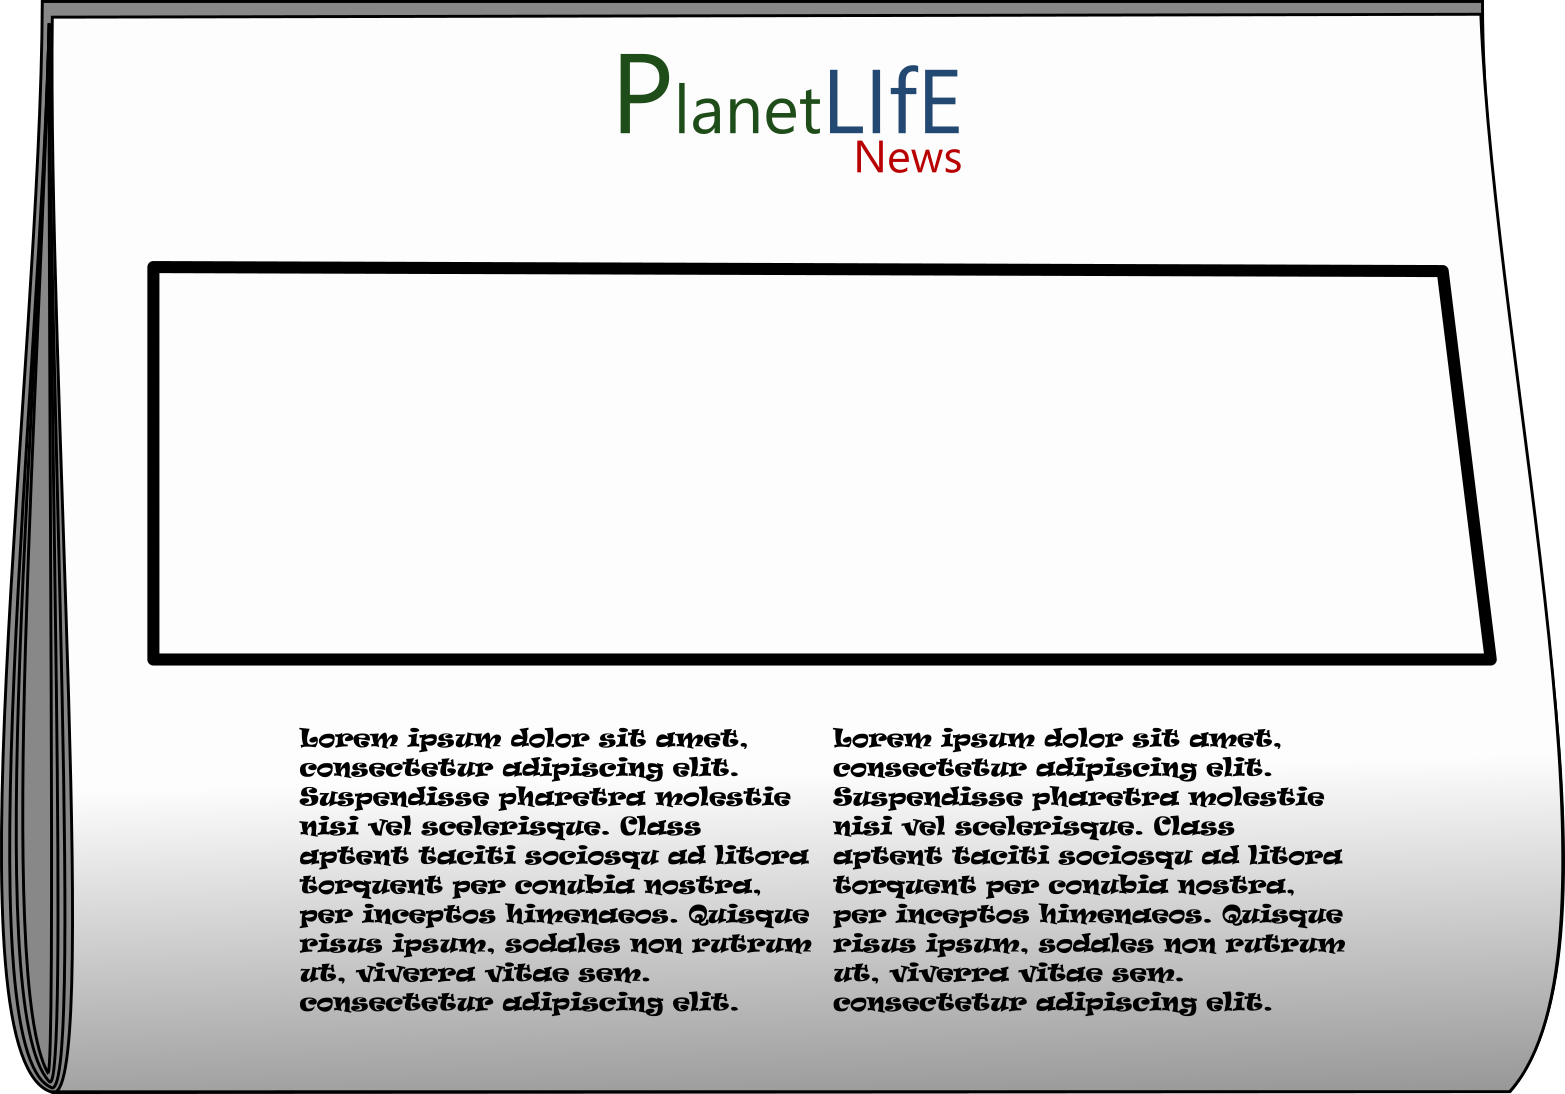 PlanetLIfE
News
Lorem ipsum dolor sit amet,
consectetur adipiscing elit.
Suspendisse pharetra molestie
nisi vel scelerisque. Class
aptent taciti sociosqu ad litora
torquent per conubia nostra,
per inceptos himenaeos. Quisque
risus ipsum, sodales non rutrum
ut, viverra vitae sem.
consectetur adipiscing elit.
Lorem ipsum dolor sit amet,
consectetur adipiscing elit.
Suspendisse pharetra molestie
nisi vel scelerisque. Class
aptent taciti sociosqu ad litora
torquent per conubia nostra,
per inceptos himenaeos. Quisque
risus ipsum, sodales non rutrum
ut, viverra vitae sem.
consectetur adipiscing elit.